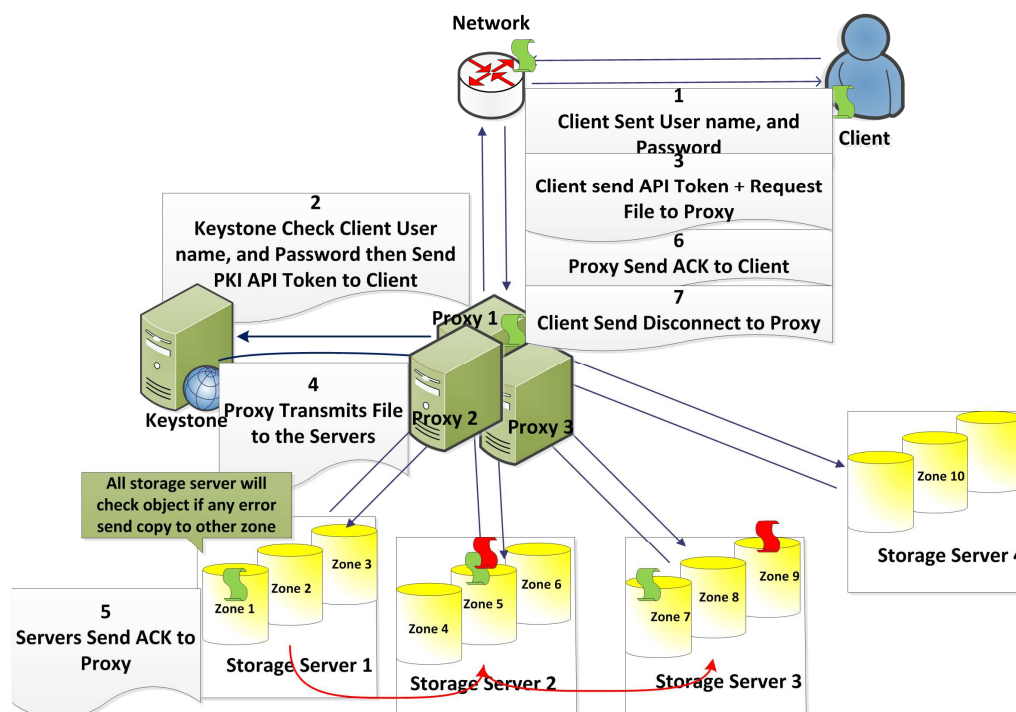 Network
Client
1
Client Sent User name, and
Password
3
Client send API Token + Request
File to Proxy
6
Proxy Send ACK to Client
7
Client Send Disconnect to Proxy
2
Keystone Check Client User
name, and Password then Send
PKI API Token to Client
Keystone
Proxy 1
Proxy 2
Proxy 3
4
Proxy Transmits File
to the Servers
All storage server will
check object if any error
send copy to other zone
5
Servers Send ACK to
Proxy
Zone 1
Zone 2
Zone 3
Storage Server 1
Zone 4
Zone 5
Zone 6
Storage Server 2
Zone 7
Zone 8
Zone 9
Storage Server 3
Zone 10
Storage Server 4